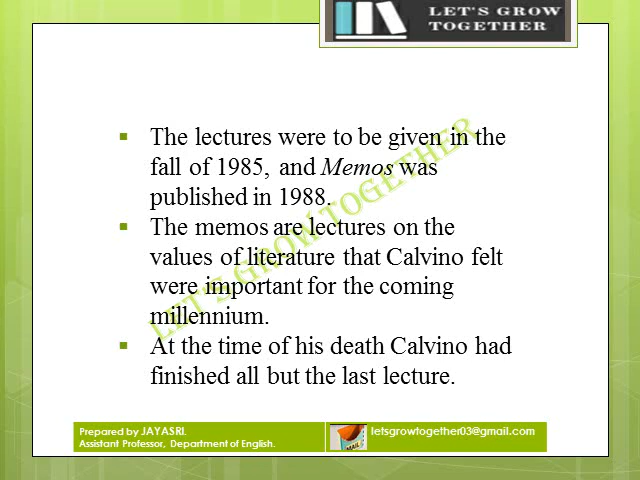 LET'S GROW
TOGETHER
▪ The lectures were to be given in the
fall of 1985, and Memos was
published in 1988.
▪ The memos are lectures on the
values of literature that Calvino felt
were important for the coming
millennium.
▪ At the time of his death Calvino had
finished all but the last lecture.
LET'S GROW TOGETHER
Prepared by JAYASRI.
Assistant Professor, Department of English.
MAIL
letsgrowtogether03@gmail.com